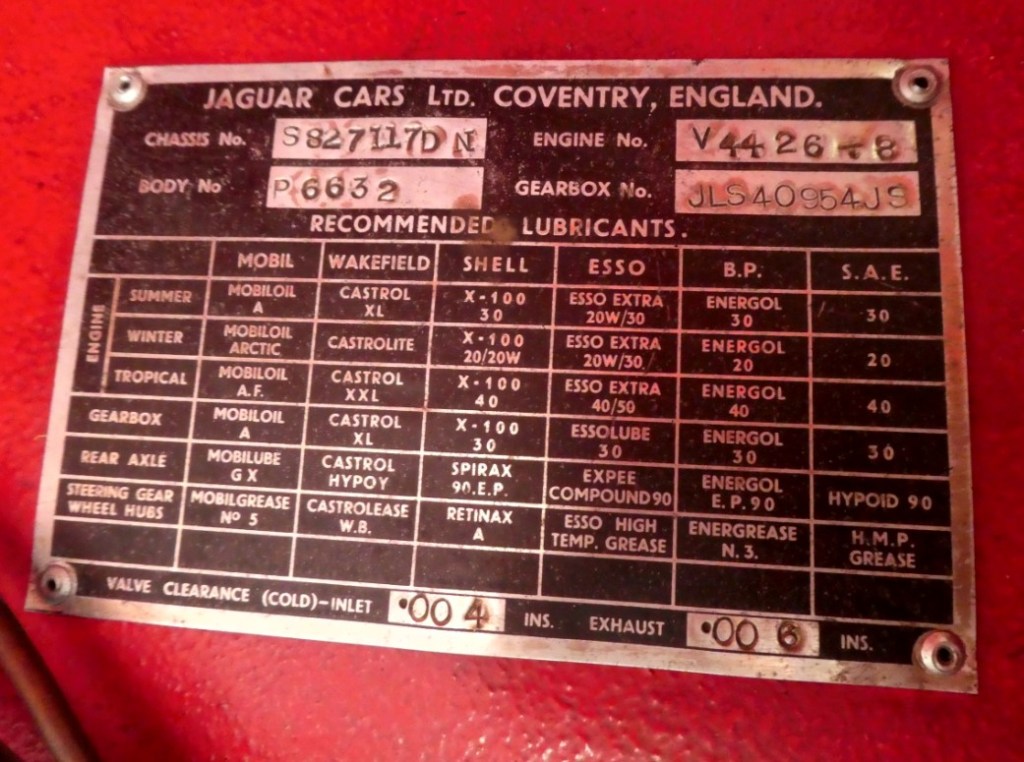 JAGUAR CARS LTD. COVENTRY, ENGLAND.
CHASSIS No. S827117DN ENGINE No. V4426-8
BODY No P6632 GEARBOX No. JLS40954JS
RECOMMENDED LUBRICANTS.
MOBIL WAKEFIELD SHELL ESSO B.P. S.A.E.
ENGINE
SUMMER MOBILOIL A CASTROL XL X-100 30 ESSO EXTRA 20W/30 ENERGOL 30 30
WINTER MOBILOIL ARCTIC CASTROLITE X-100 20/20W ESSO EXTRA 20W/30 ENERGOL 20 20
TROPICAL MOBILOIL A.F. CASTROL XXL X-100 40 ESSO EXTRA 40/50 ENERGOL 40 40
GEARBOX MOBILOIL A CASTROL XL X-100 30 ESSOLUBE 30 ENERGOL 30 30
REAR AXLE MOBILUBE GX CASTROL HYPOY SPIRAX 90.E.P. EXPEE COMPOUND 90 ENERGOL E.P.90 HYPOID 90
STEERING GEAR WHEEL HUBS MOBILGREASE No 5 CASTROLEASE W.B. RETINAX A ESSO HIGH TEMP. GREASE ENERGREASE N.3. H.M.P. GREASE
VALVE CLEARANCE (COLD)-INLET .004 INS. EXHAUST .006 INS.